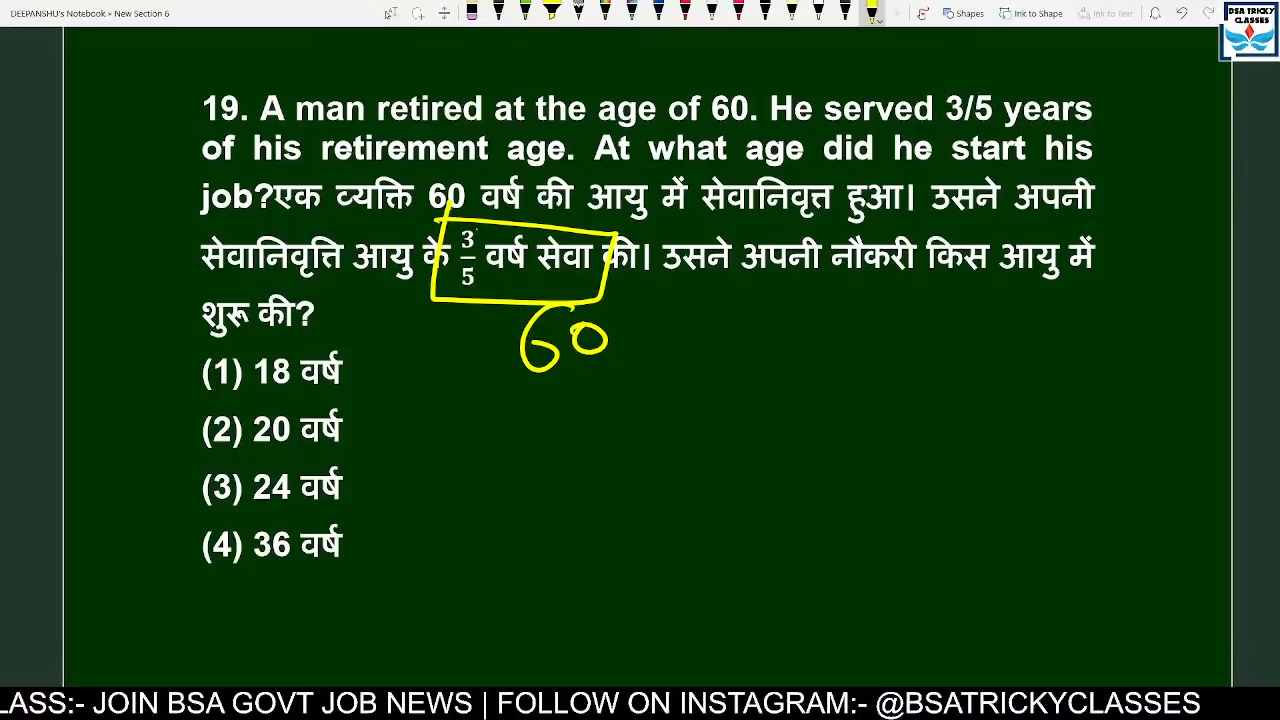 DEEPANSHU's Notebook » New Section 6
Shapes Ink to Shape Ink to Text
BSA TRICKY
CLASSES
19. A man retired at the age of 60. He served 3/5 years
of his retirement age. At what age did he start his
job?एक व्यक्ति 60 वर्ष की आयु में सेवानिवृत्त हुआ। उसने अपनी
सेवानिवृत्ति आयु के 3/5 वर्ष सेवा की। उसने अपनी नौकरी किस आयु में
शुरू की?
60
(1) 18 वर्ष
(2) 20 वर्ष
(3) 24 वर्ष
(4) 36 वर्ष
LASS:- JOIN BSA GOVT JOB NEWS | FOLLOW ON INSTAGRAM:- @BSATRICKYCLASSES